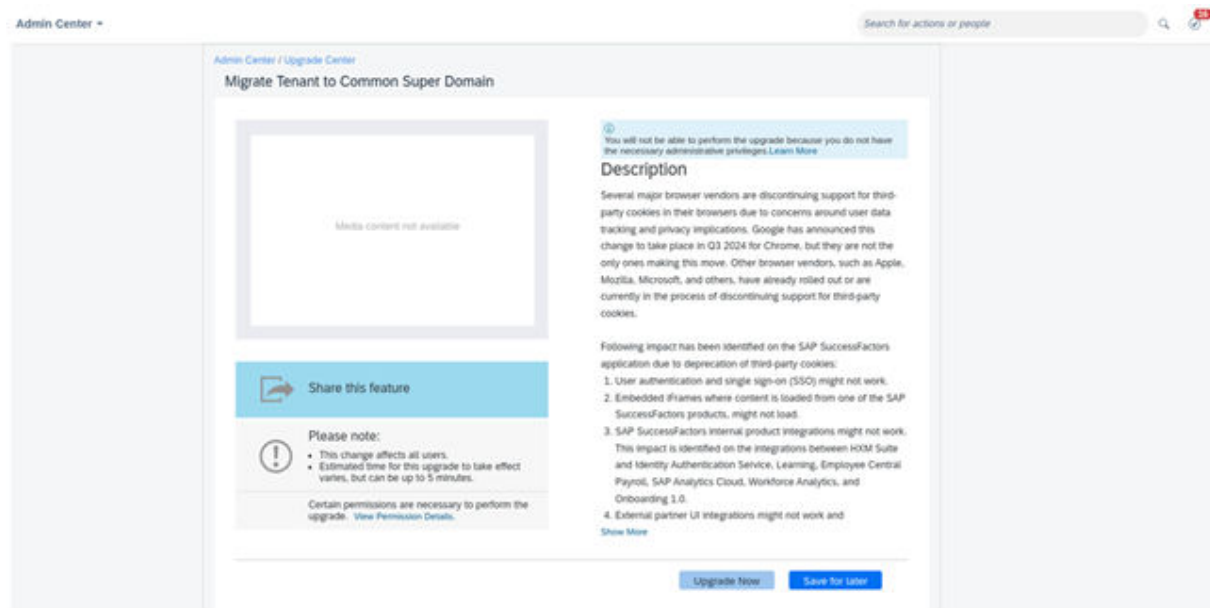 Admin Center
Search for actions or people
16
Admin Center / Upgrade Center
Migrate Tenant to Common Super Domain
Media content not available
Share this feature
Please note:
• This change affects all users.
• Estimated time for this upgrade to take effect
varies, but can be up to 5 minutes.
Certain permissions are necessary to perform the
upgrade. View Permission Details.
You will not be able to perform the upgrade because you do not have
the necessary administrative privileges.Learn More
Description
Several major browser vendors are discontinuing support for third-
party cookies in their browsers due to concerns around user data
tracking and privacy implications. Google has announced this
change to take place in Q3 2024 for Chrome, but they are not the
only ones making this move. Other browser vendors, such as Apple,
Mozilla, Microsoft, and others, have already rolled out or are
currently in the process of discontinuing support for third-party
cookies.
Following impact has been identified on the SAP SuccessFactors
application due to deprecation of third-party cookies:
1. User authentication and single sign-on (SSO) might not work.
2. Embedded iFrames where content is loaded from one of the SAP
SuccessFactors products, might not load.
3. SAP SuccessFactors internal product integrations might not work.
This impact is identified on the integrations between HXM Suite
and Identity Authentication Service, Learning, Employee Central
Payroll, SAP Analytics Cloud, Workforce Analytics, and
Onboarding 1.0.
4. External partner UI integrations might not work and
Show More
Upgrade Now
Save for later